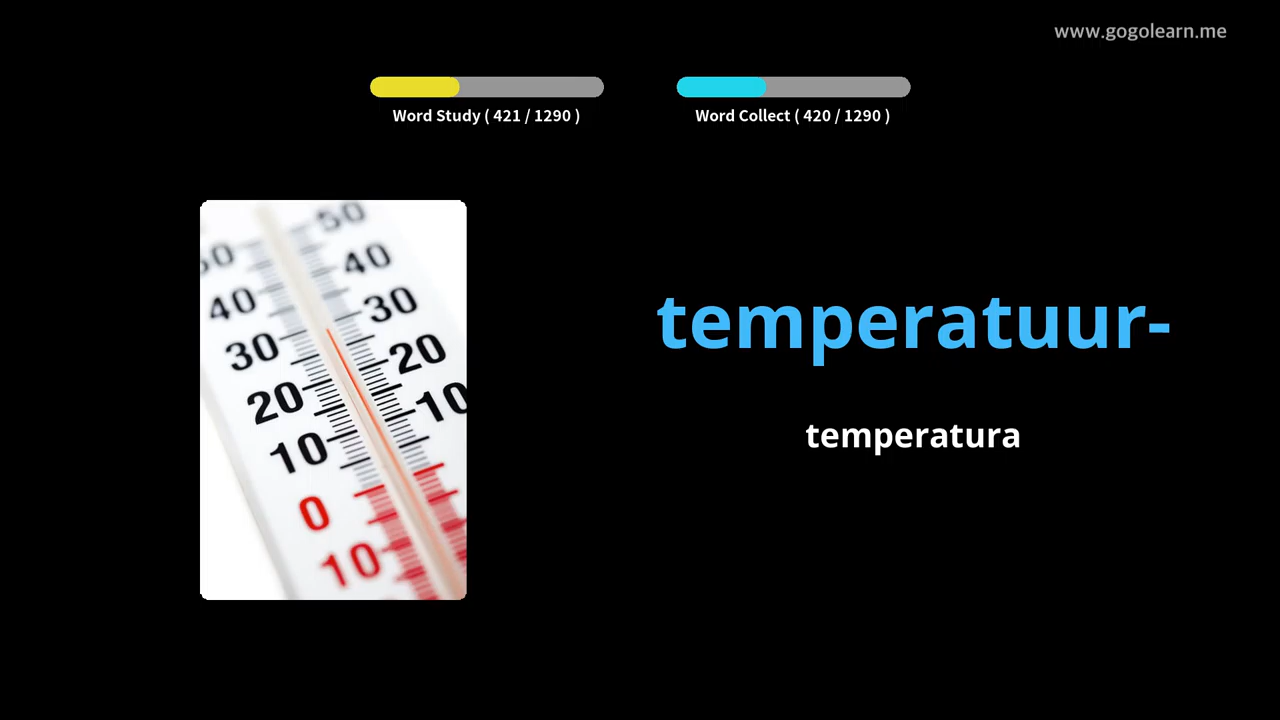 www.gogolearn.me
Word Study ( 421 / 1290 )
Word Collect ( 420 / 1290 )
50
50
40
40
30
30
20
20
10
10
0
10
temperatuur-
temperatura